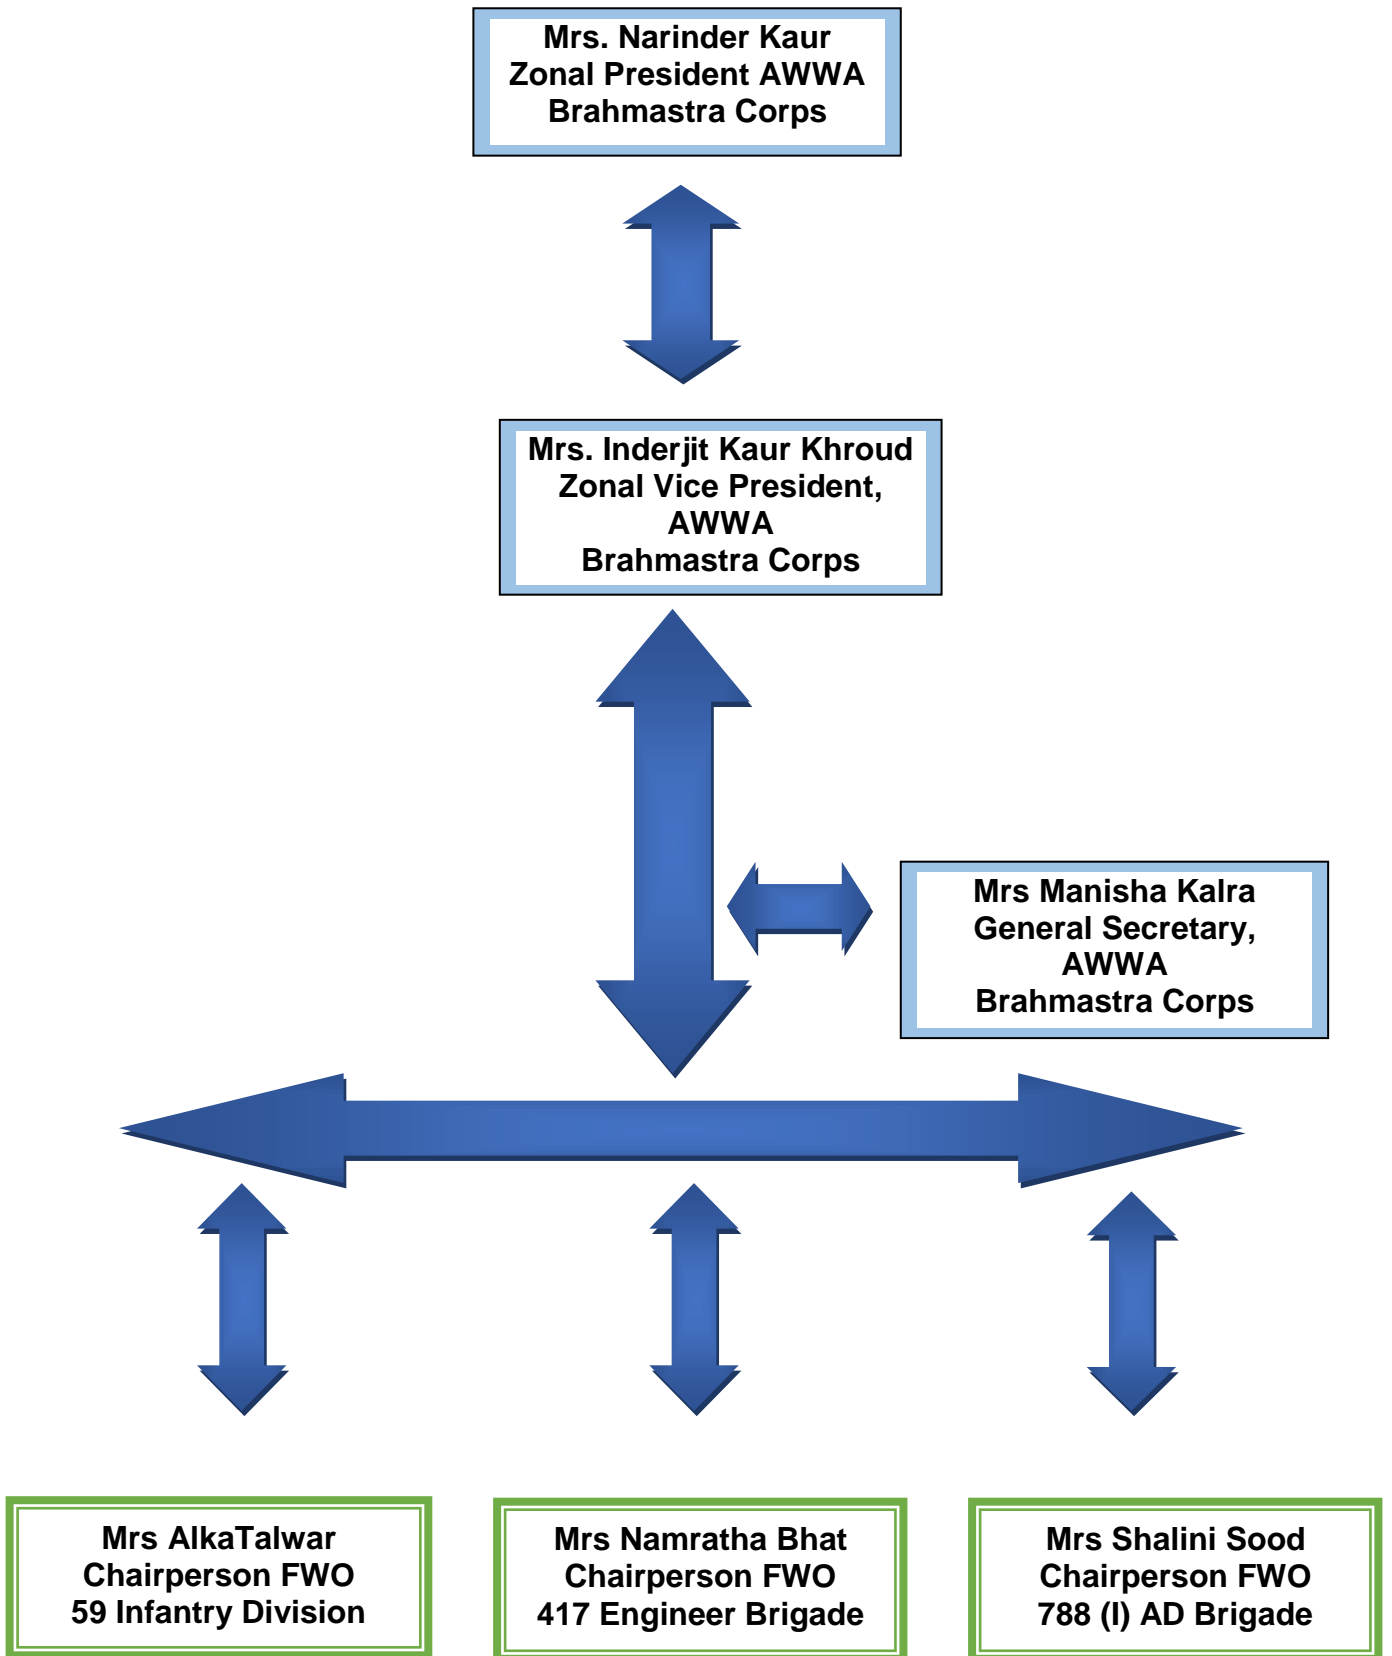 Mrs. Narinder Kaur
Zonal President AWWA
Brahmastra Corps
Mrs. Inderjit Kaur Khroud
Zonal Vice President,
AWWA
Brahmastra Corps
Mrs Manisha Kalra
General Secretary,
AWWA
Brahmastra Corps
Mrs AlkaTalwar
Chairperson FWO
59 Infantry Division
Mrs Namratha Bhat
Chairperson FWO
417 Engineer Brigade
Mrs Shalini Sood
Chairperson FWO
788 (I) AD Brigade